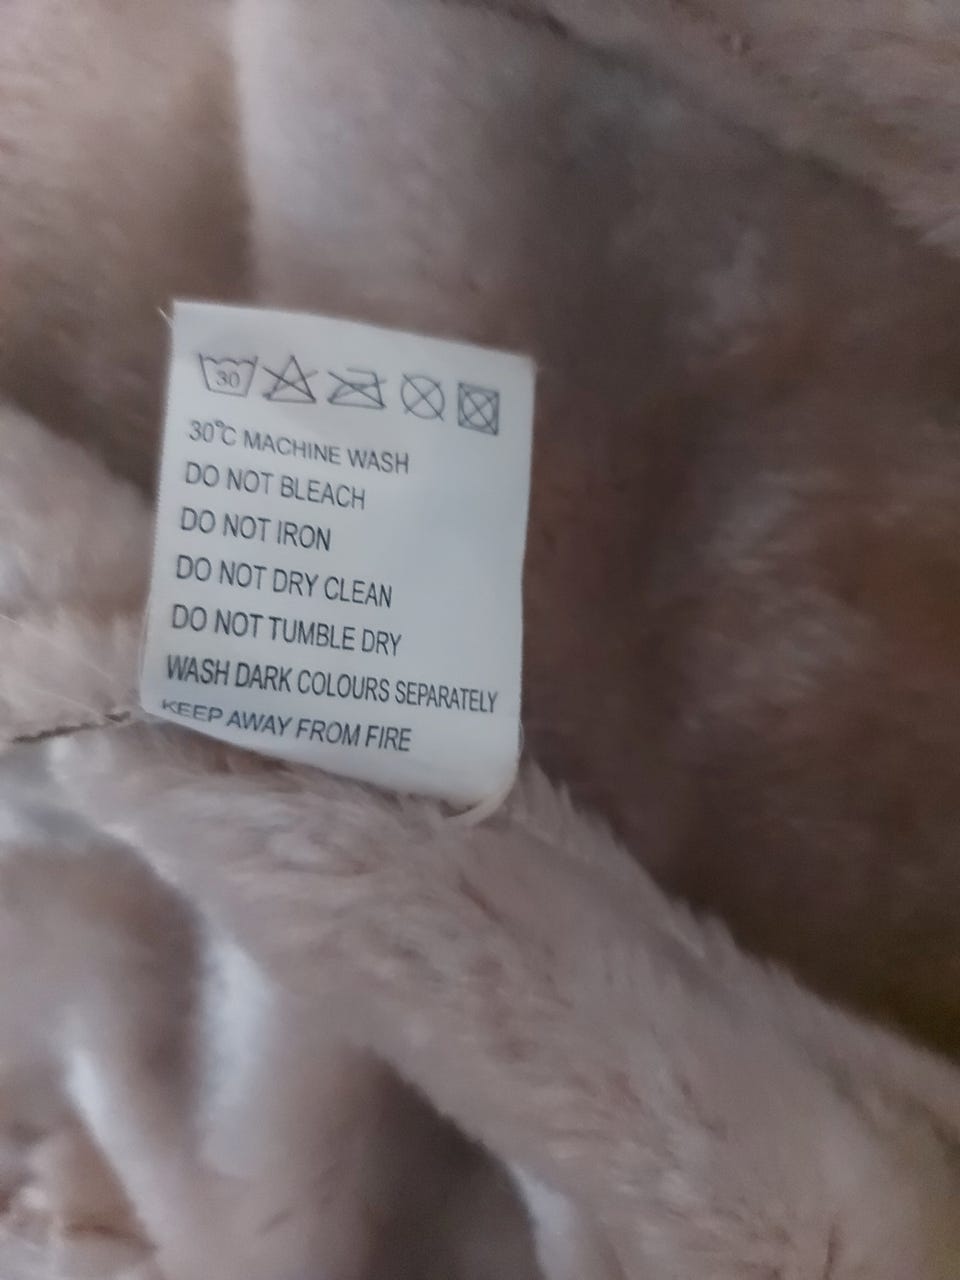 30
30°C MACHINE WASH
DO NOT BLEACH
DO NOT IRON
DO NOT DRY CLEAN
DO NOT TUMBLE DRY
WASH DARK COLOURS SEPARATELY
KEEP AWAY FROM FIRE